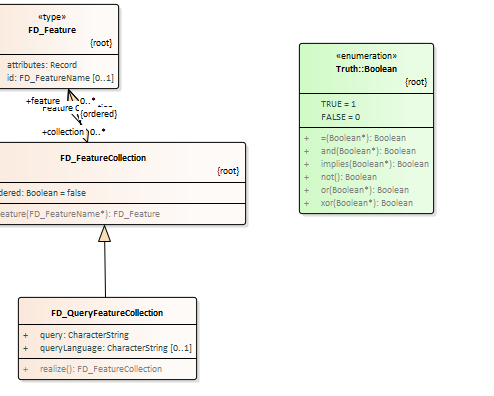 «type»
FD_Feature
{root}
attributes: Record
id: FD_FeatureName [0..1]
+feature 0..*
{ordered}
+collection 0..*
FD_FeatureCollection
{root}
dered: Boolean = false
eature(FD_FeatureName*): FD_Feature
FD_QueryFeatureCollection
+ query: CharacterString
+ queryLanguage: CharacterString [0..1]
+ realize(): FD_FeatureCollection
«enumeration»
Truth::Boolean
{root}
TRUE = 1
FALSE = 0
+ =(Boolean*): Boolean
+ and(Boolean*): Boolean
+ implies(Boolean*): Boolean
+ not(): Boolean
+ or(Boolean*): Boolean
+ xor(Boolean*): Boolean